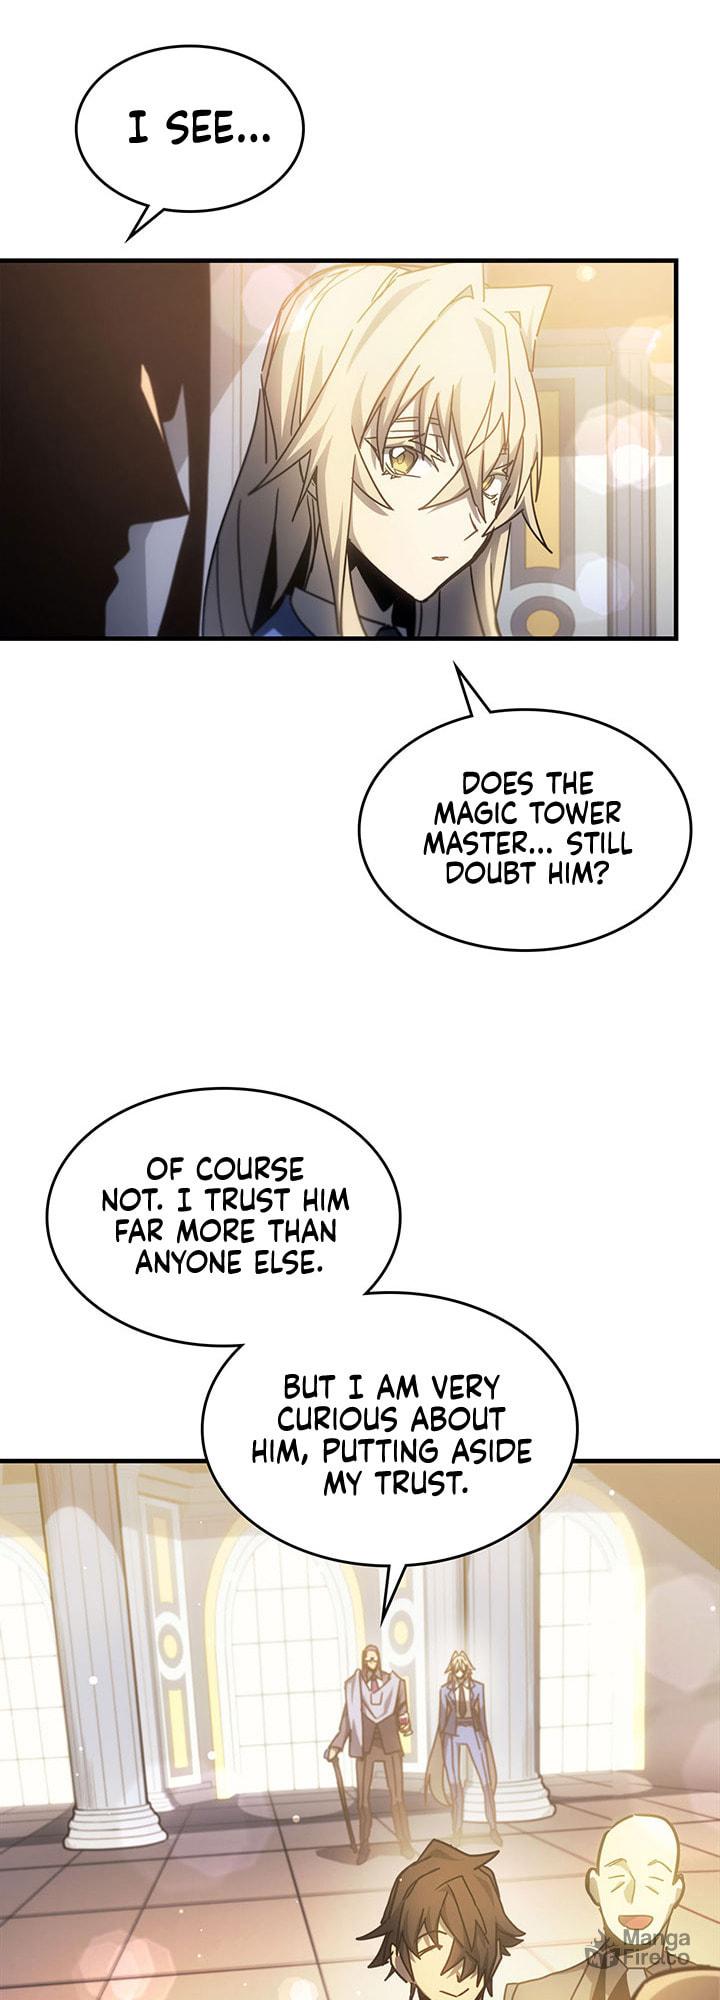 I SEE...
DOES THE
MAGIC TOWER
MASTER... STILL
DOUBT HIM?
OF COURSE
NOT. I TRUST HIM
FAR MORE THAN
ANYONE ELSE.
BUT I AM VERY
CURIOUS ABOUT
HIM, PUTTING ASIDE
MY TRUST.
Manga
Fire.to